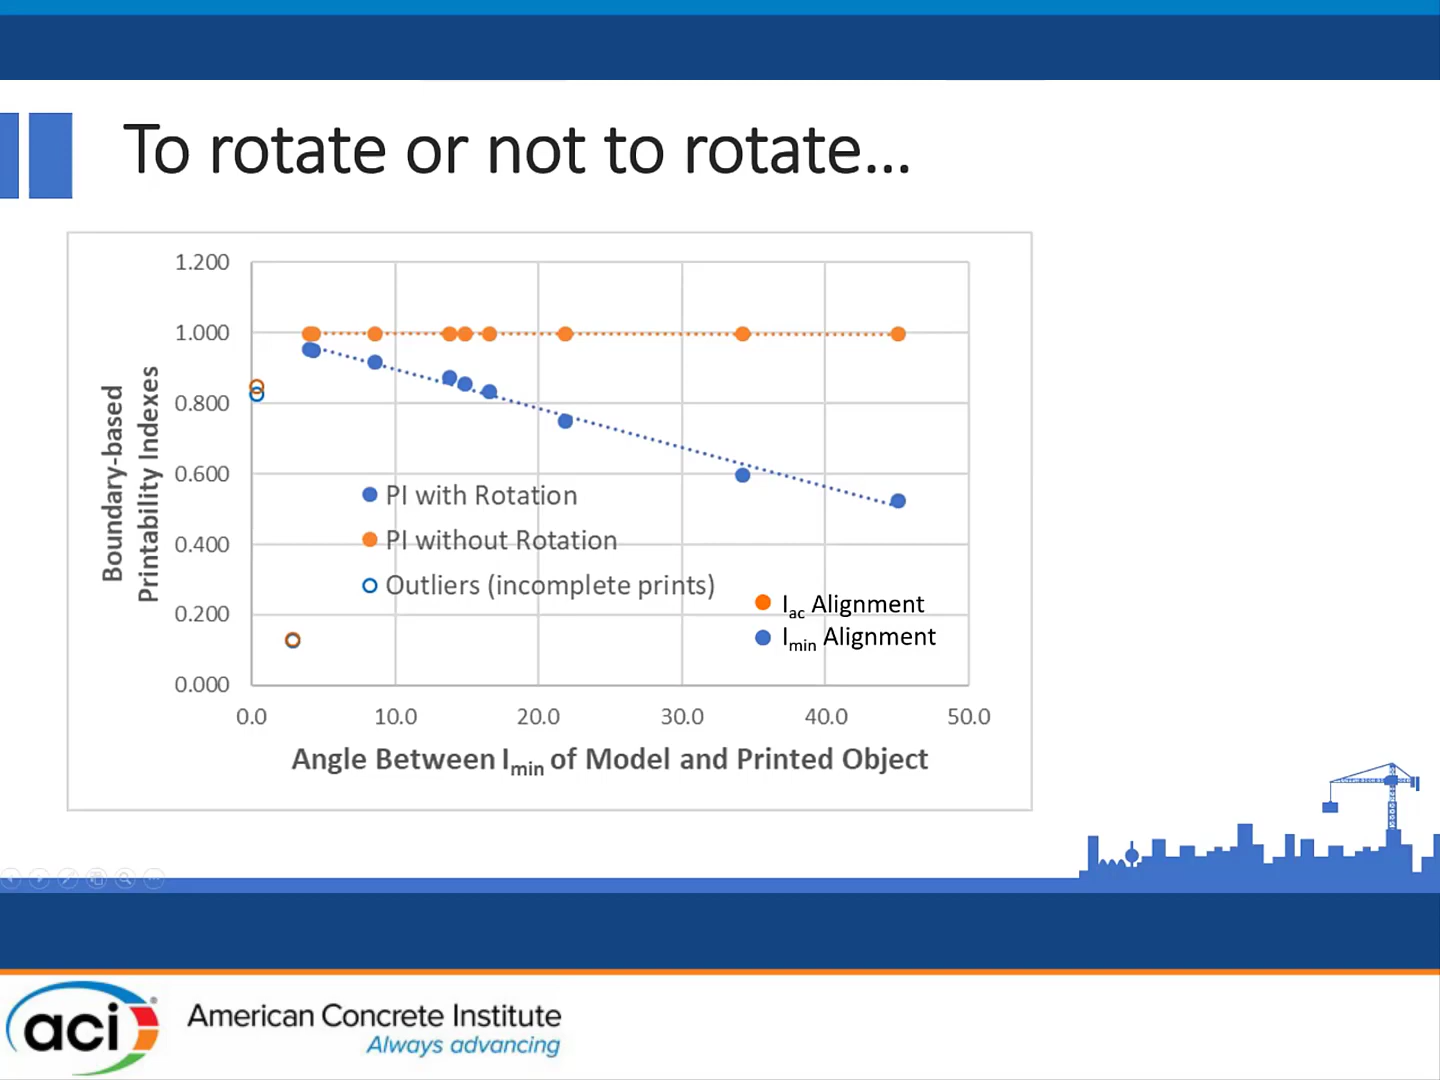 To rotate or not to rotate...
1.200
1.000
0.800
0.600
0.400
0.200
0.000
Boundary-based
Printability Indexes
PI with Rotation
PI without Rotation
Outliers (incomplete prints)
Iac Alignment
Imin Alignment
0.0 10.0 20.0 30.0 40.0 50.0
Angle Between Imin of Model and Printed Object
aci
American Concrete Institute
Always advancing